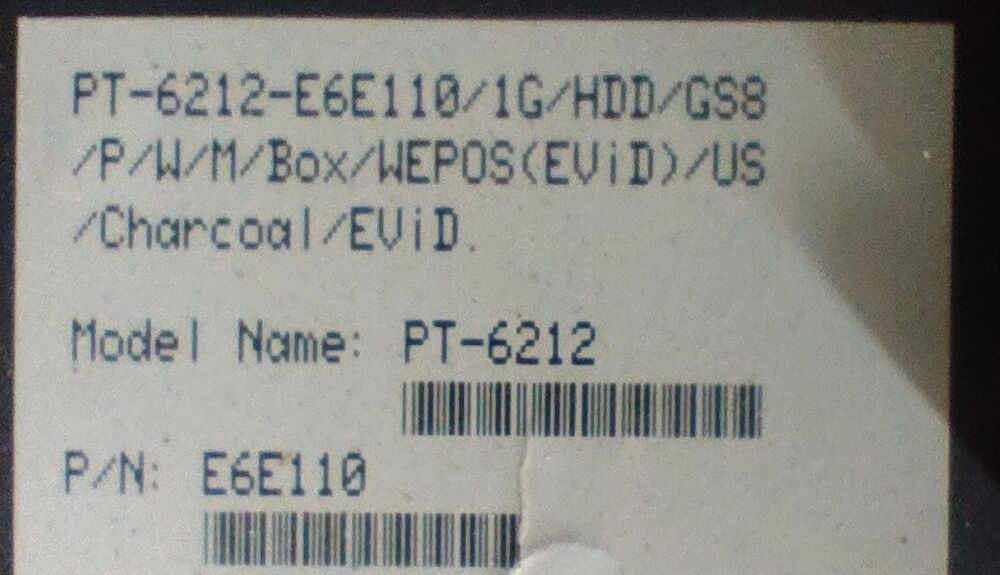 PT-6212-E6E110/1G/HDD/GS8
/P/W/M/Box/WEPOS(EViD)/US
/Charcoal/EViD.
Model Name: PT-6212
P/N: E6E110